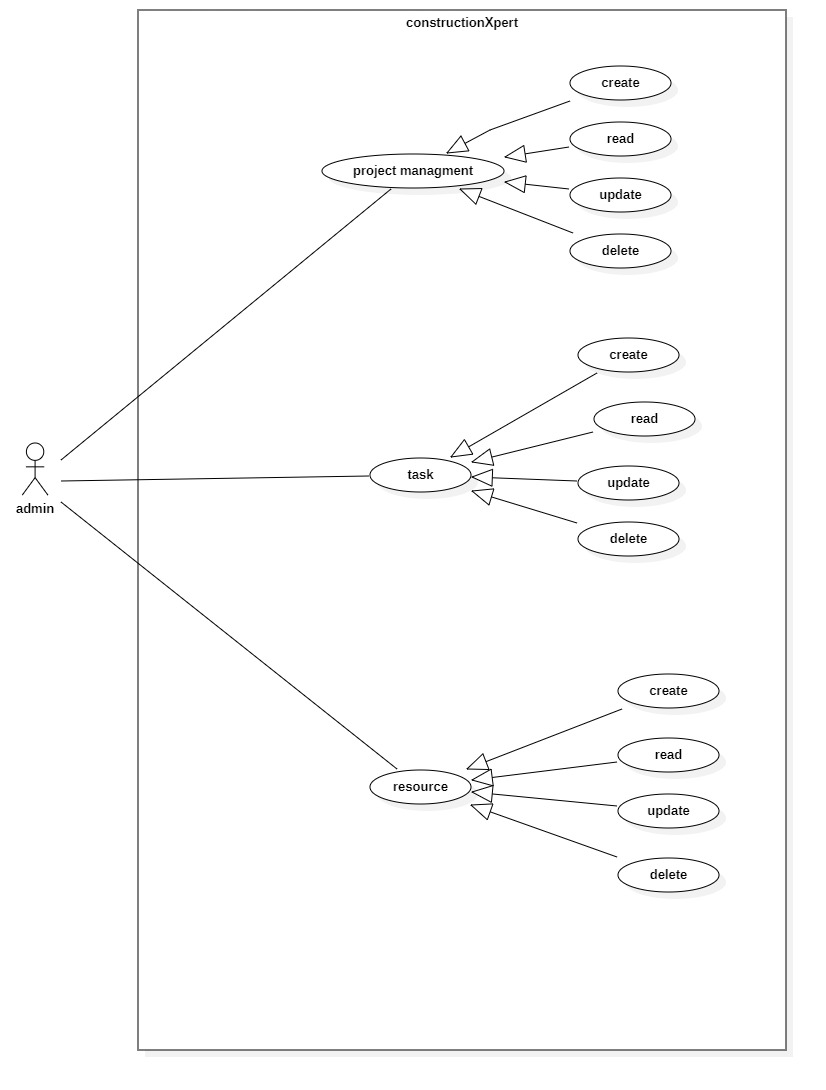 constructionXpert
create
read
project managment
update
delete
create
read
task
update
admin
delete
create
read
resource
update
delete